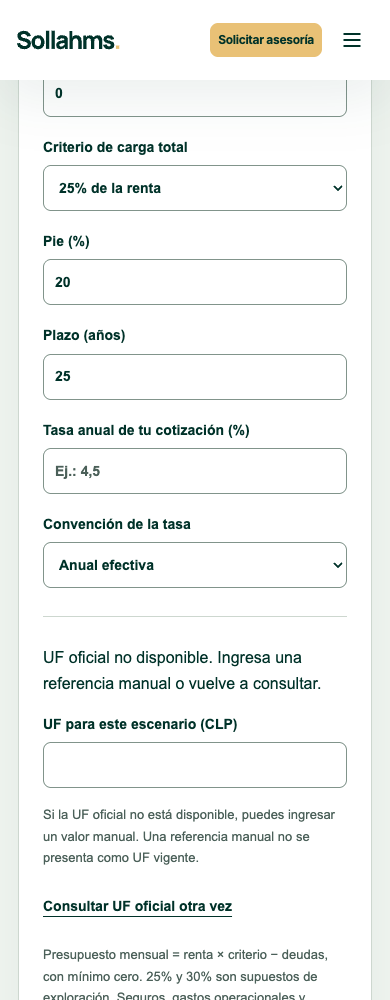 Sollahms.
Solicitar asesoría
0
Criterio de carga total
25% de la renta
Pie (%)
20
Plazo (años)
25
Tasa anual de tu cotización (%)
Ej.: 4,5
Convención de la tasa
Anual efectiva
UF oficial no disponible. Ingresa una
referencia manual o vuelve a consultar.
UF para este escenario (CLP)
Si la UF oficial no está disponible, puedes ingresar
un valor manual. Una referencia manual no se
presenta como UF vigente.
Consultar UF oficial otra vez
Presupuesto mensual = renta × criterio − deudas,
con mínimo cero. 25% y 30% son supuestos de
exploración. Seguros, gastos operacionales y